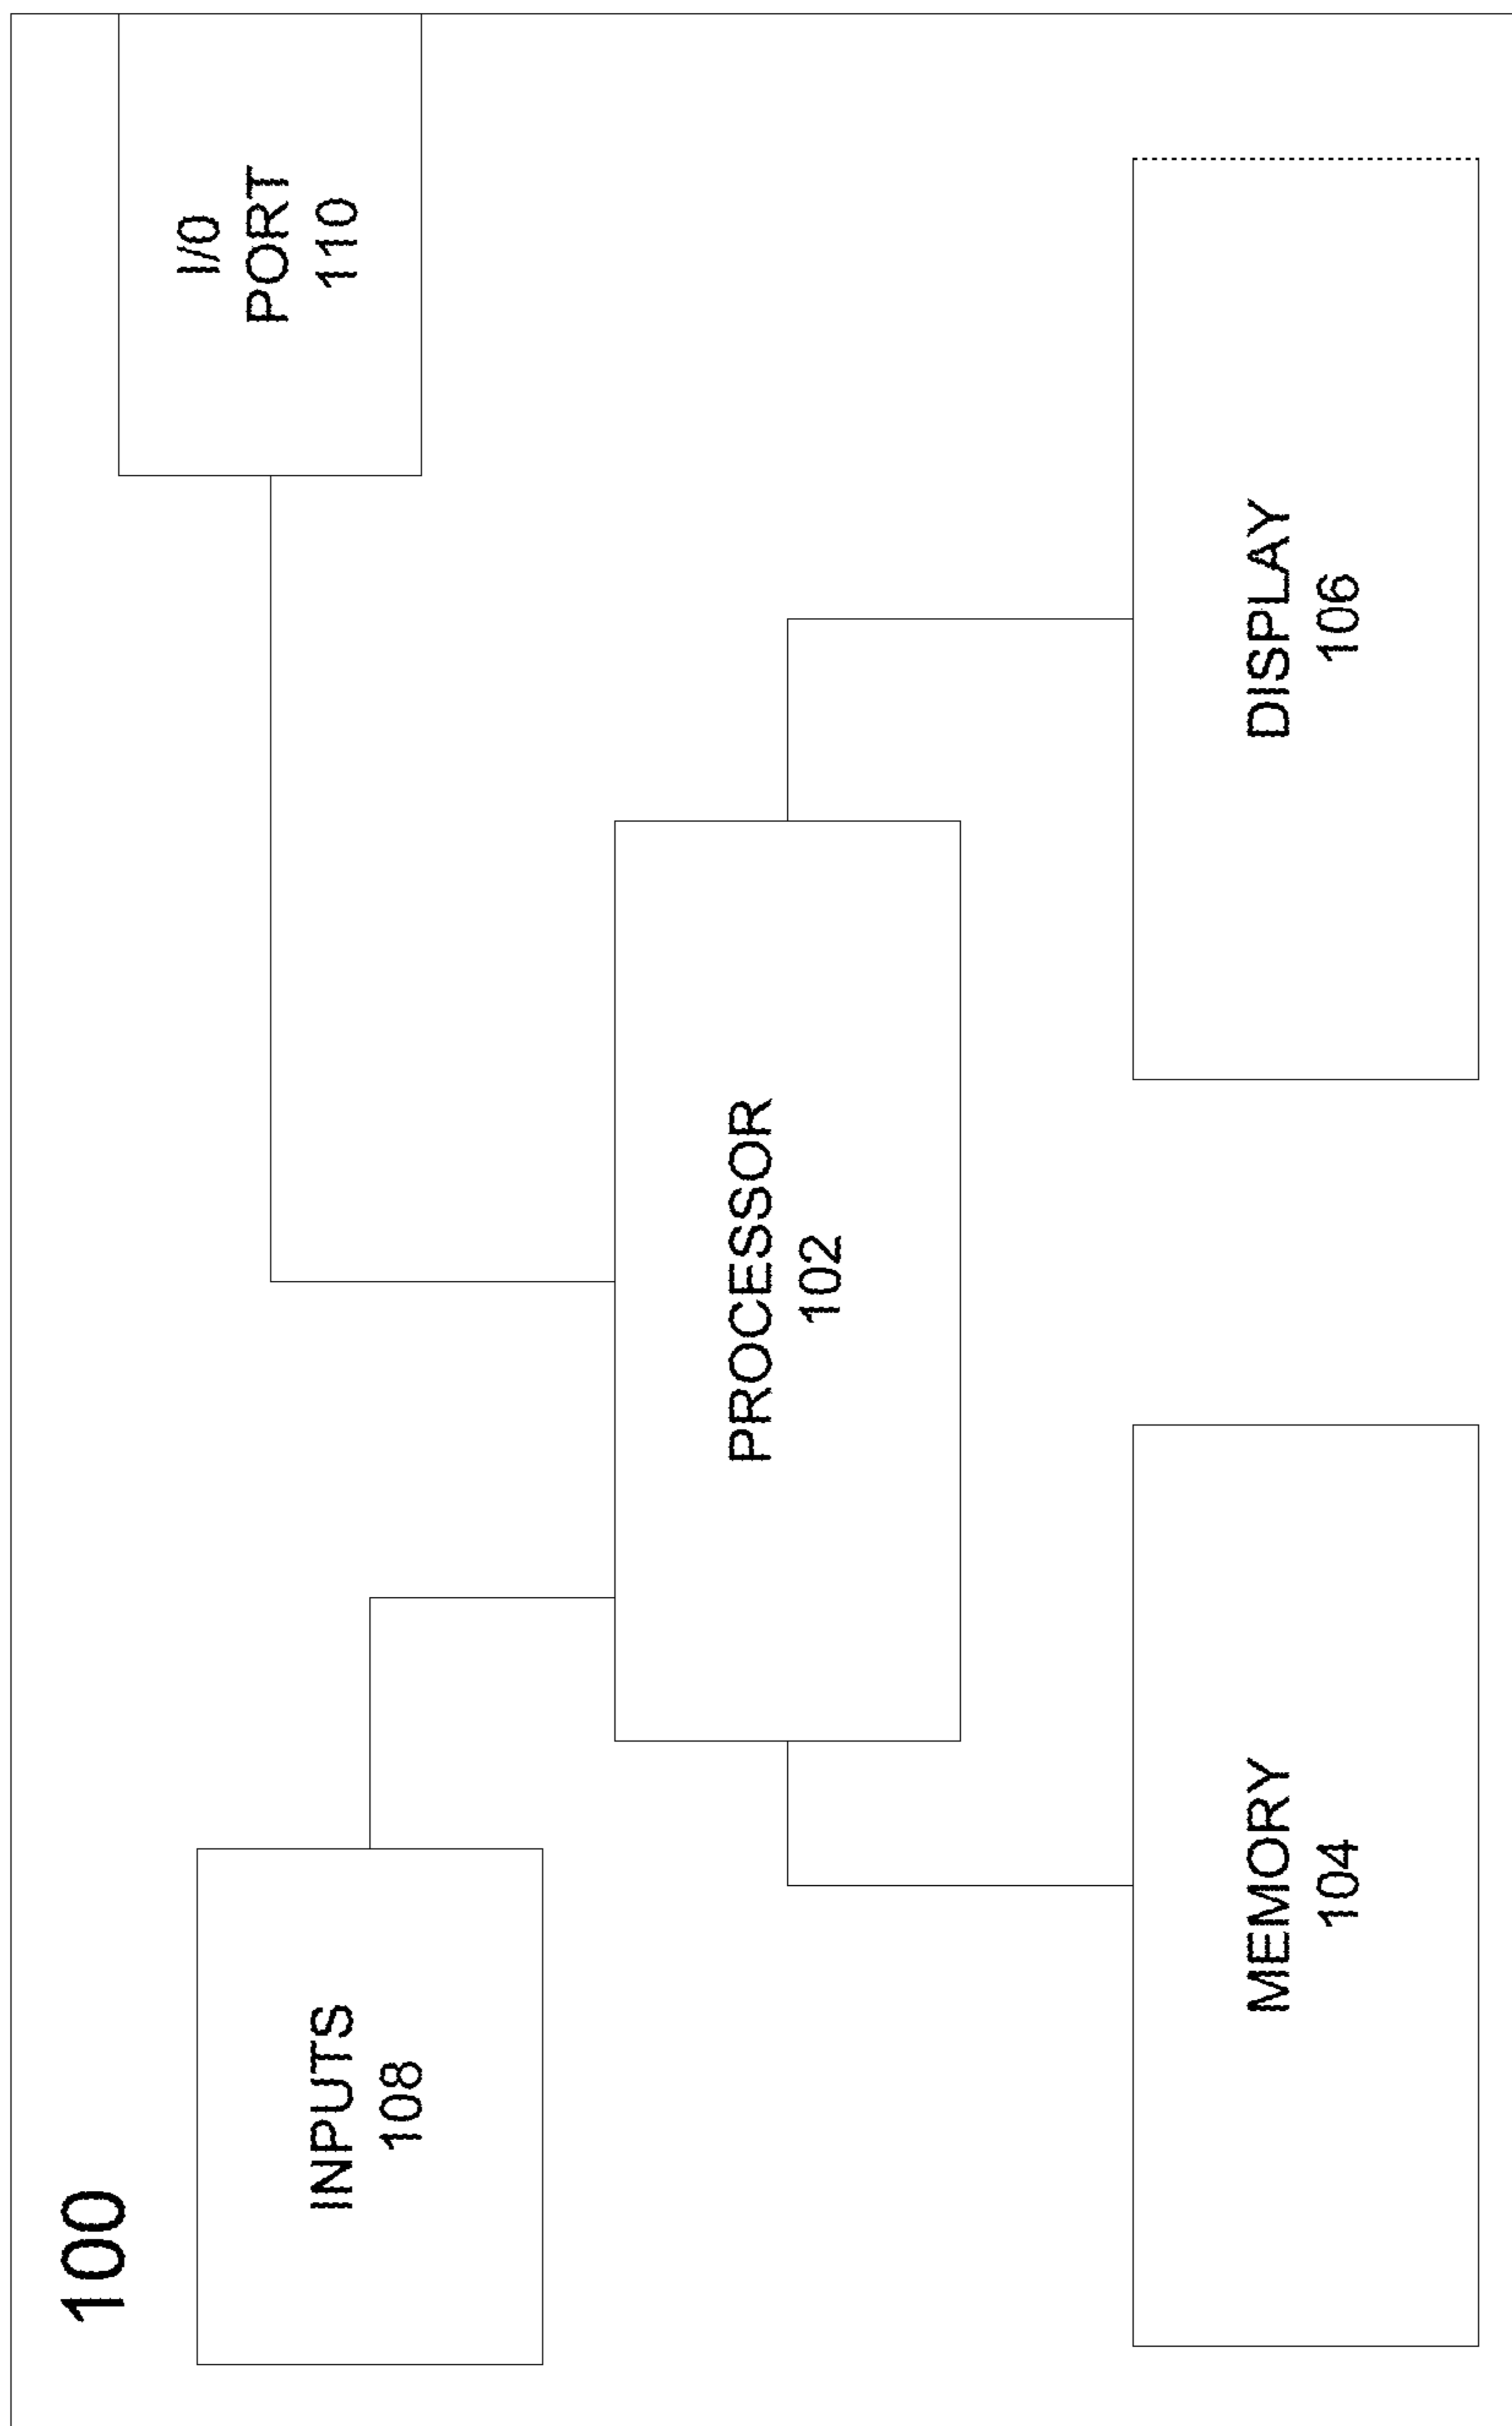 100
INPUTS
108
I/0
PORT
110
PROCESSOR
102
MEMORY
104
DISPLAY
106